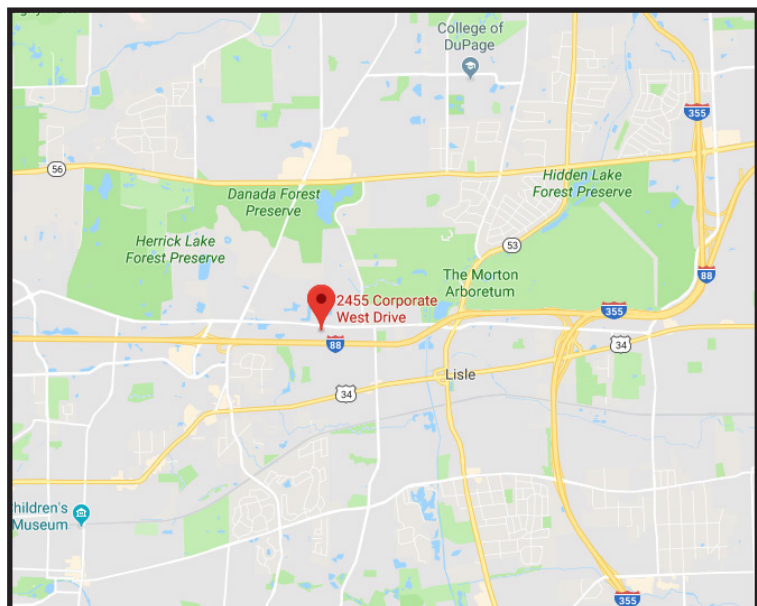 College of
DuPage
355
56
Hidden Lake
Forest Preserve
Danada Forest
Preserve
Herrick Lake
Forest Preserve
53
The Morton
Arboretum
88
2455 Corporate
West Drive
355
88
34
34
Lisle
hildren's
Museum
355